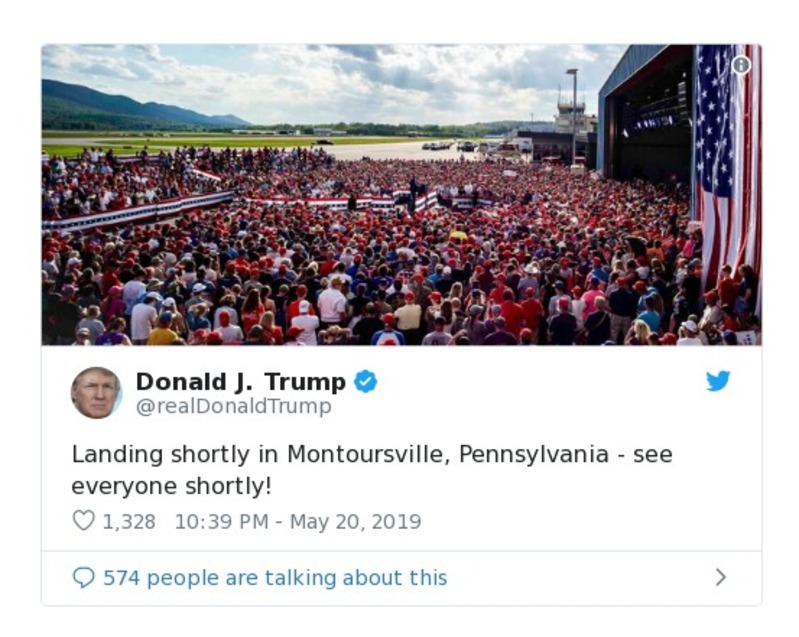 Donald J. Trump
@realDonaldTrump
Landing shortly in Montoursville, Pennsylvania - see
everyone shortly!
1,328 10:39 PM - May 20, 2019
574 people are talking about this